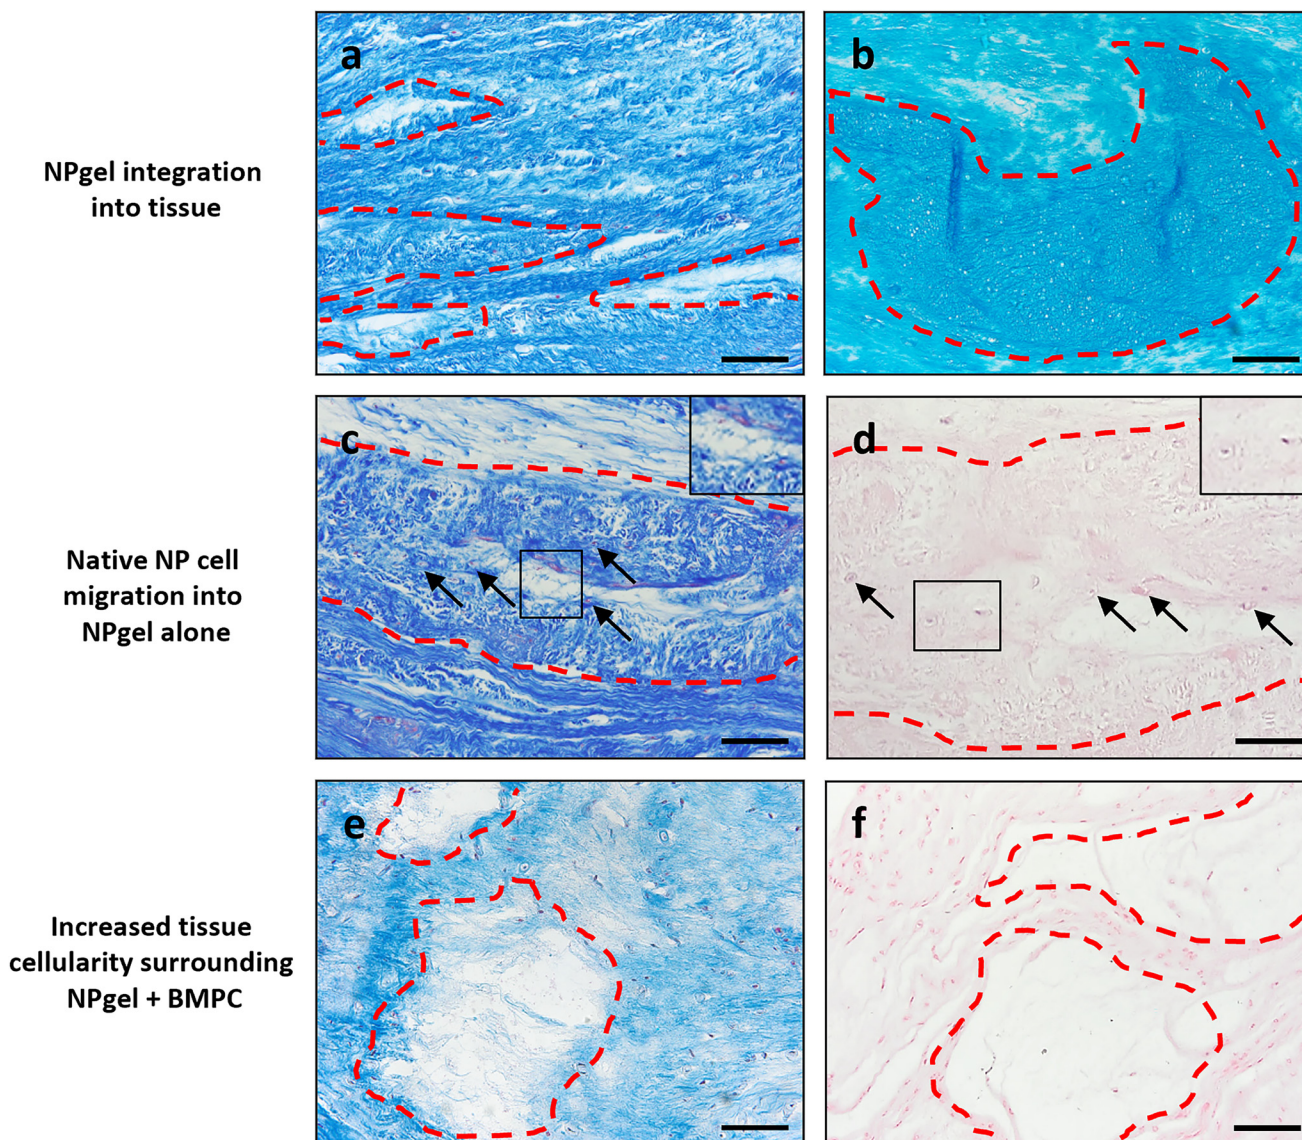 a
b
NPgel integration
into tissue
c
d
Native NP cell
migration into
NPgel alone
e
f
Increased tissue
cellularity surrounding
NPgel + BMPC